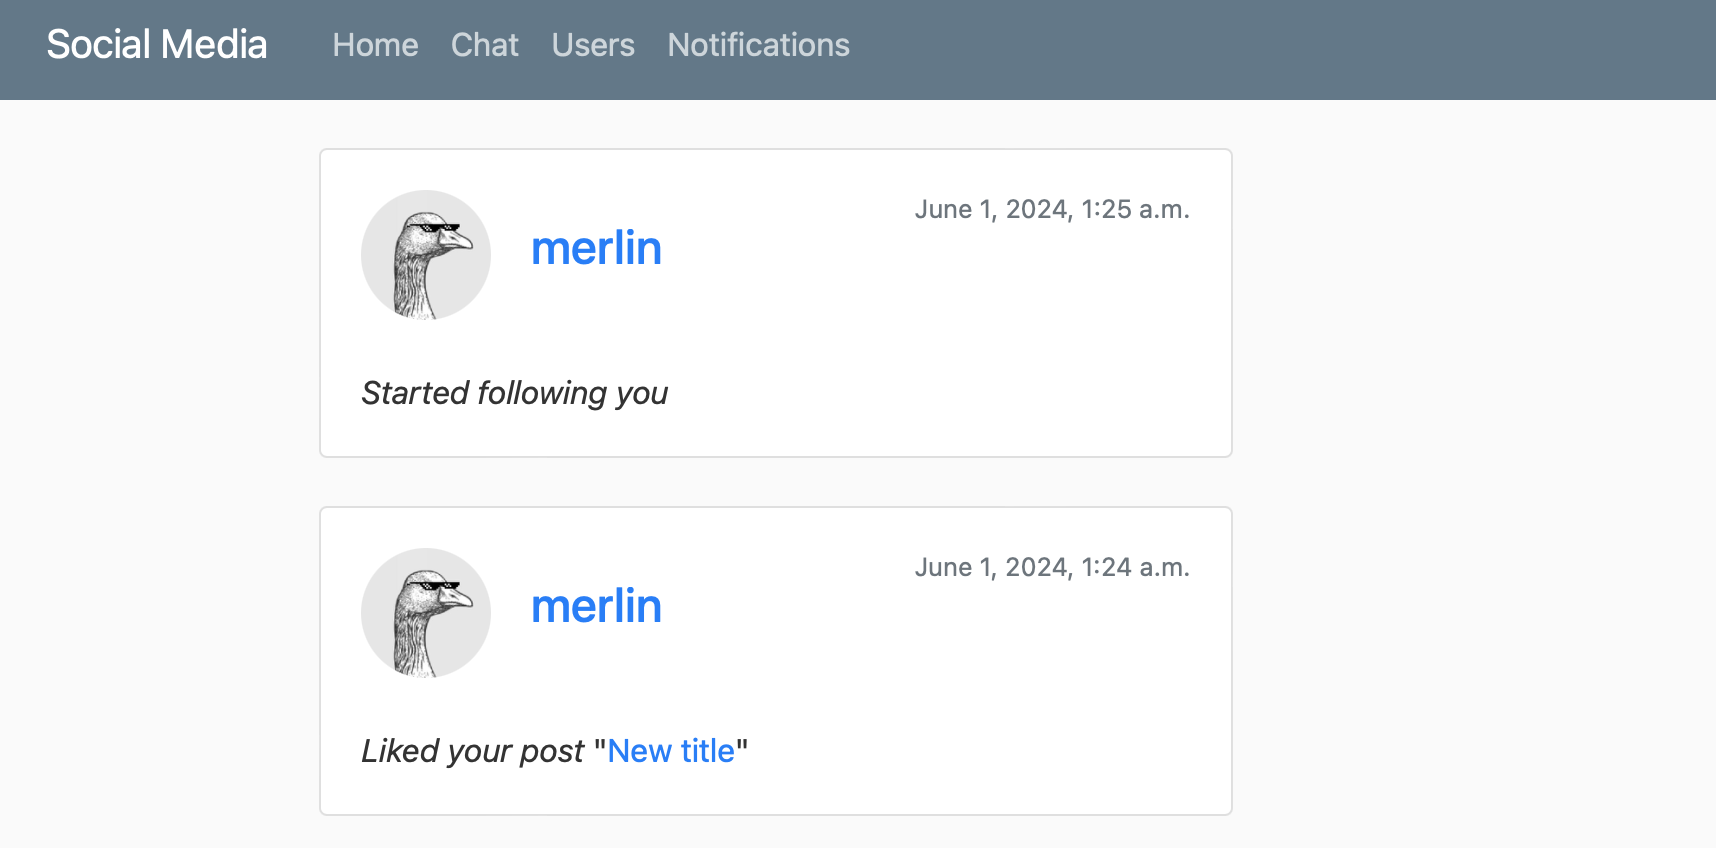 Social Media Home Chat Users Notifications
June 1, 2024, 1:25 a.m.
merlin
Started following you
June 1, 2024, 1:24 a.m.
merlin
Liked your post "New title"